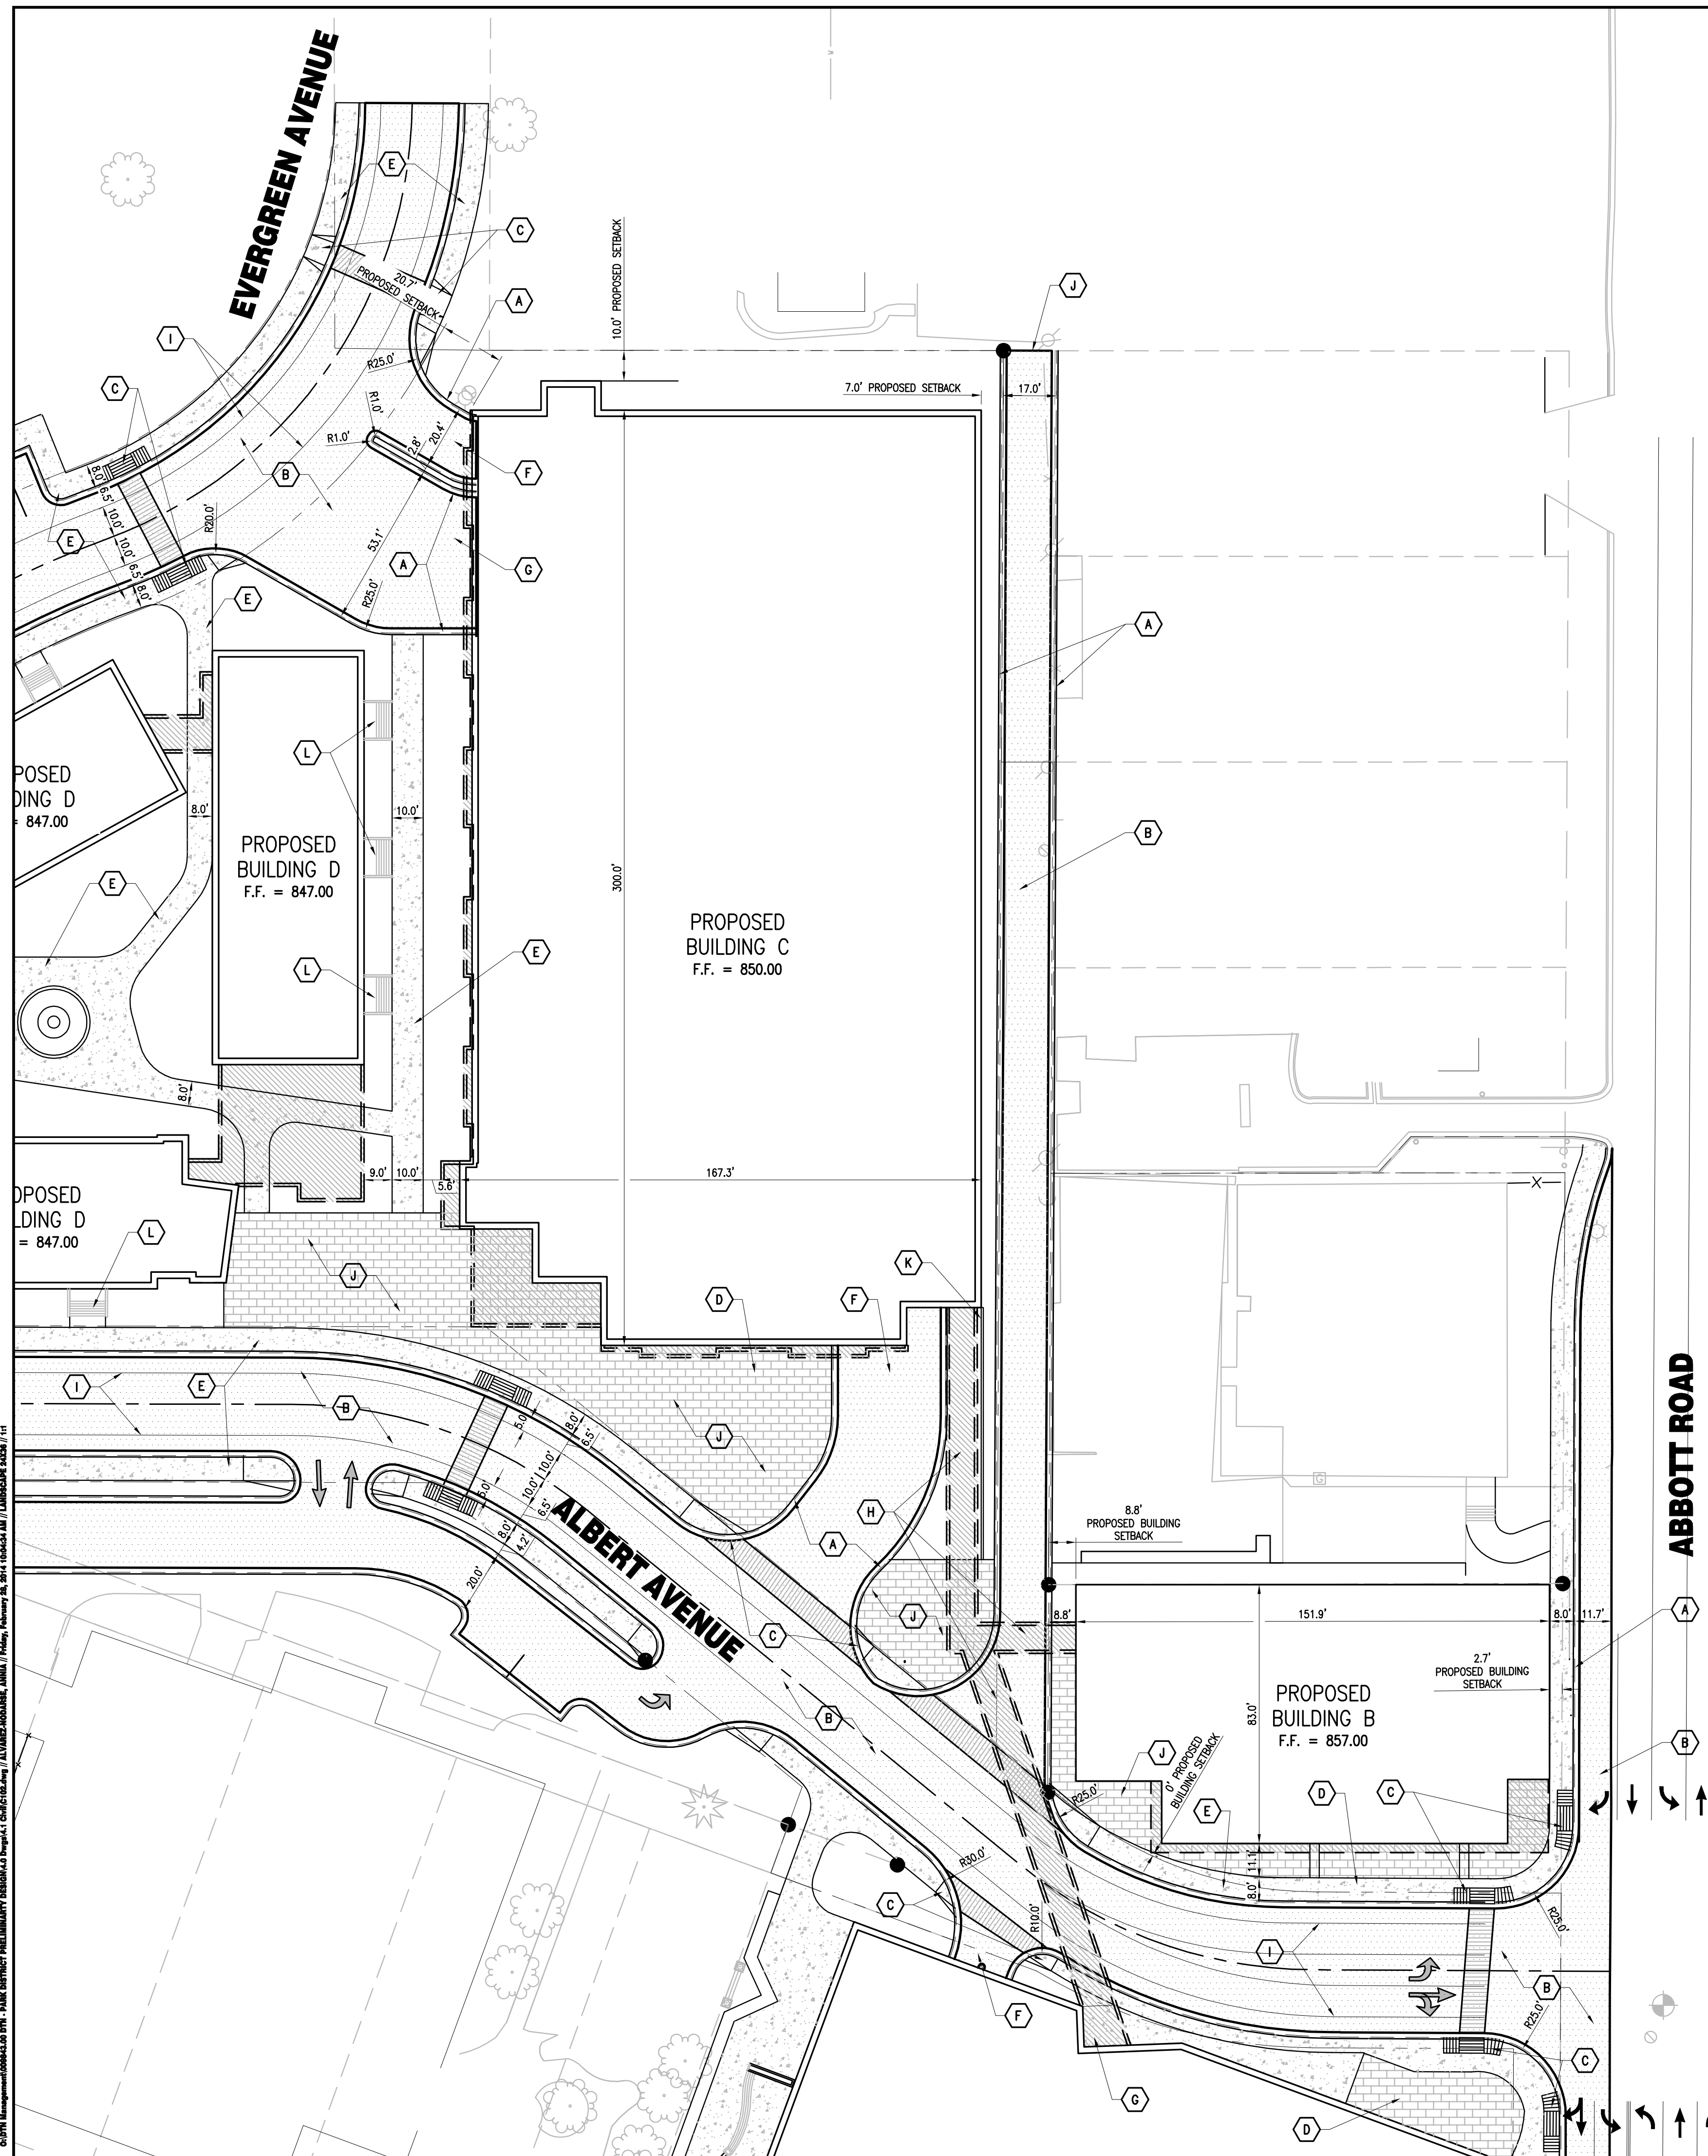 EVERGREEN AVENUE
E
C
20.7'
PROPOSED SETBACK
A
10.0' PROPOSED SETBACK
J
I
R25.0'
C
R1.0'
R1.0'
7.0' PROPOSED SETBACK
17.0'
2.8'
20.4'
F
B
8.0'
6.5'
10.0'
10.0'
6.5'
8.0'
R20.0'
E
53.1'
A
G
R25.0'
E
A
L
POSED
DING D
= 847.00
8.0'
10.0'
B
PROPOSED
BUILDING D
F.F. = 847.00
300.0'
E
PROPOSED
BUILDING C
F.F. = 850.00
E
L
8.0'
9.0'
10.0'
5.6'
167.3'
X
OPOSED
LDING D
= 847.00
L
J
K
D
F
I
E
B
5.0'
8.0'
6.5'
J
10.0'
10.0'
6.5'
5.0'
8.0'
4.2'
20.0'
ALBERT AVENUE
H
A
G
8.8'
PROPOSED BUILDING
SETBACK
ABBOTT ROAD
J
C
8.8'
151.9'
8.0'
11.7'
A
2.7'
PROPOSED BUILDING
SETBACK
B
83.0'
PROPOSED
BUILDING B
F.F. = 857.00
B
J
0' PROPOSED
BUILDING SETBACK
R25.0'
E
D
C
11.1'
8.0'
R30.0'
C
R10.0'
R25.0'
I
B
F
R25.0'
C
G
D